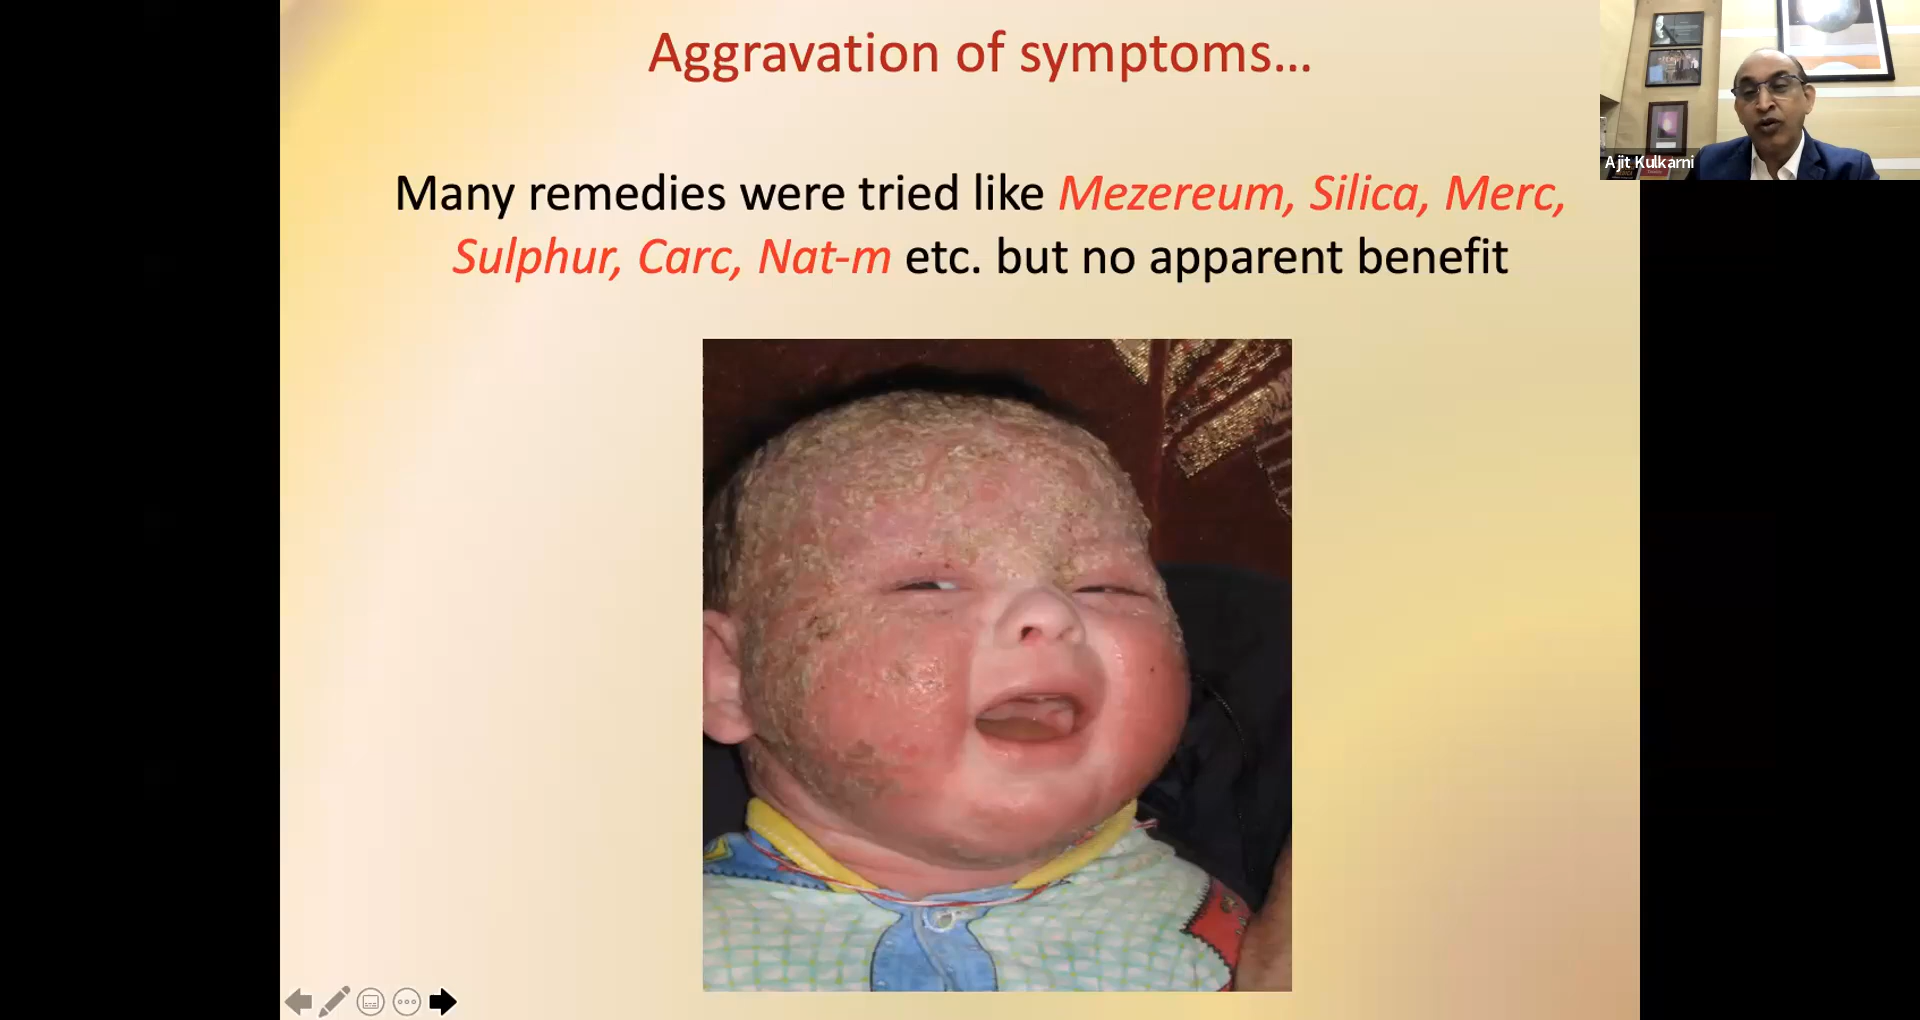 Aggravation of symptoms...
Many remedies were tried like Mezereum, Silica, Merc,
Sulphur, Carc, Nat-m etc. but no apparent benefit
Ajit Kulkarni